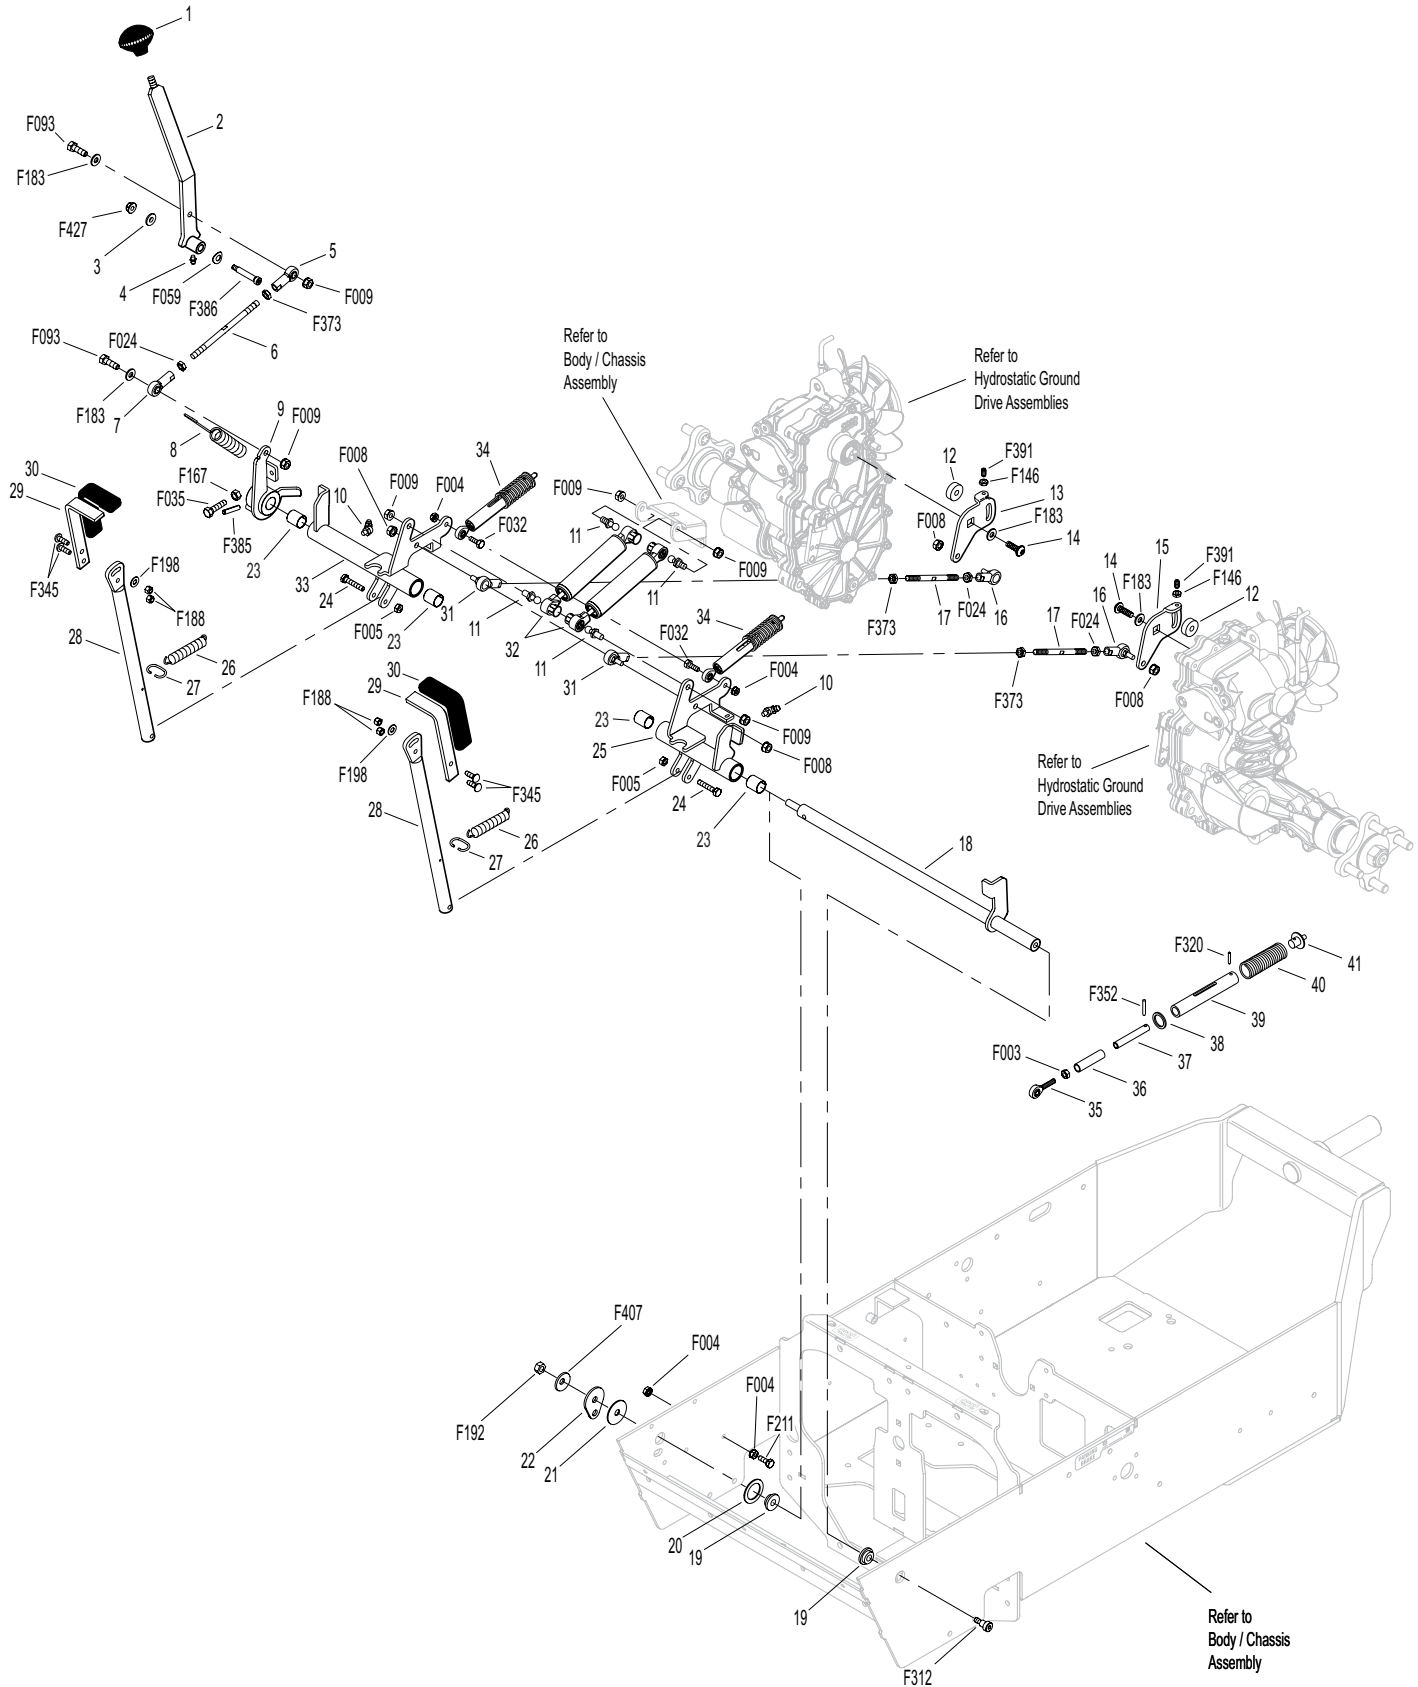 1
2
F093
F183
F427
3
4
F059
F386
5
F009
F373
6
F093
F024
F183
7
8
9
F009
Refer to
Body / Chassis
Assembly
Refer to
Hydrostatic Ground
Drive Assemblies
30
29
F167
F035
F385
23
33
10
F008
F009
F004
34
F032
F009
11
F009
12
F391
F146
13
F008
F183
14
F345
F198
F188
28
26
27
24
F005
23
31
11
32
11
31
11
34
F032
F004
10
F373
17
F024
16
14
F183
15
F391
F146
12
16
F024
17
F373
F008
30
29
F188
F198
F345
28
26
27
23
25
F005
24
23
F009
F008
18
Refer to
Hydrostatic Ground
Drive Assemblies
F320
41
40
F352
39
38
37
F003
36
35
F407
F004
F192
22
21
F004
F211
20
19
19
F312
Refer to
Body / Chassis
Assembly